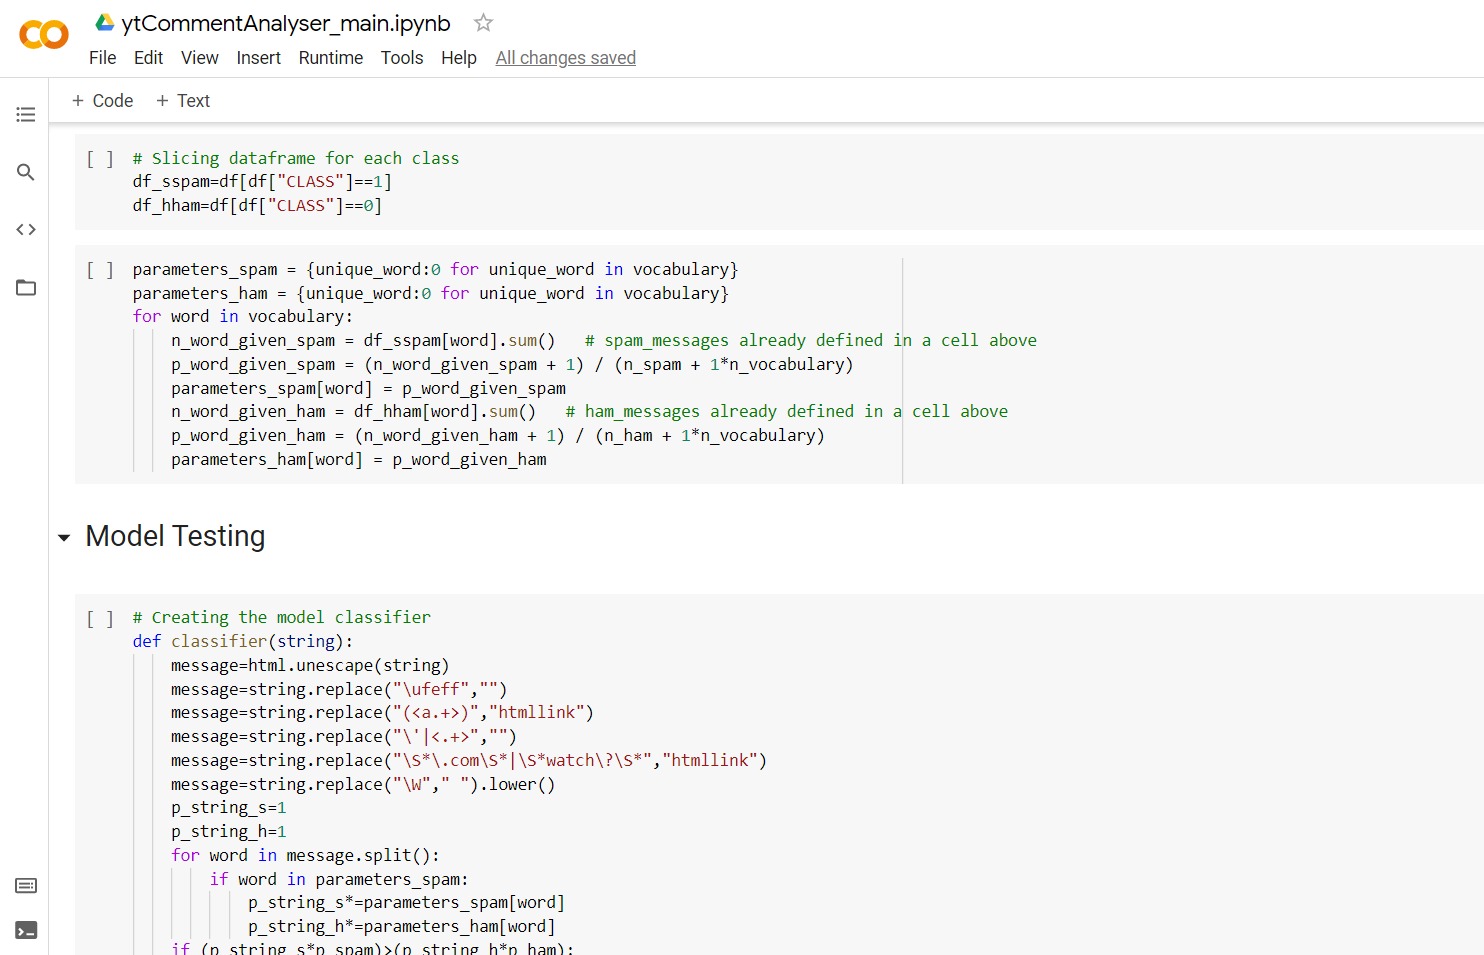 ytCommentAnalyser_main.ipynb
File Edit View Insert Runtime Tools Help All changes saved
+ Code + Text
[ ] # Slicing dataframe for each class
df_sspam=df[df["CLASS"]==1]
df_hham=df[df["CLASS"]==0]
[ ] parameters_spam = {unique_word:0 for unique_word in vocabulary}
parameters_ham = {unique_word:0 for unique_word in vocabulary}
for word in vocabulary:
n_word_given_spam = df_sspam[word].sum()   # spam_messages already defined in a cell above
p_word_given_spam = (n_word_given_spam + 1) / (n_spam + 1*n_vocabulary)
parameters_spam[word] = p_word_given_spam
n_word_given_ham = df_hham[word].sum()   # ham_messages already defined in a cell above
p_word_given_ham = (n_word_given_ham + 1) / (n_ham + 1*n_vocabulary)
parameters_ham[word] = p_word_given_ham
Model Testing
[ ] # Creating the model classifier
def classifier(string):
message=html.unescape(string)
message=string.replace("\ufeff","")
message=string.replace("(<a.+>)","htmllink")
message=string.replace("\'|<.+>","")
message=string.replace("\S*\.com\S*|\S*watch\?\S*","htmllink")
message=string.replace("\W"," ").lower()
p_string_s=1
p_string_h=1
for word in message.split():
if word in parameters_spam:
p_string_s*=parameters_spam[word]
p_string_h*=parameters_ham[word]
if (p_string_s*p_spam)>(p_string_h*p_ham):